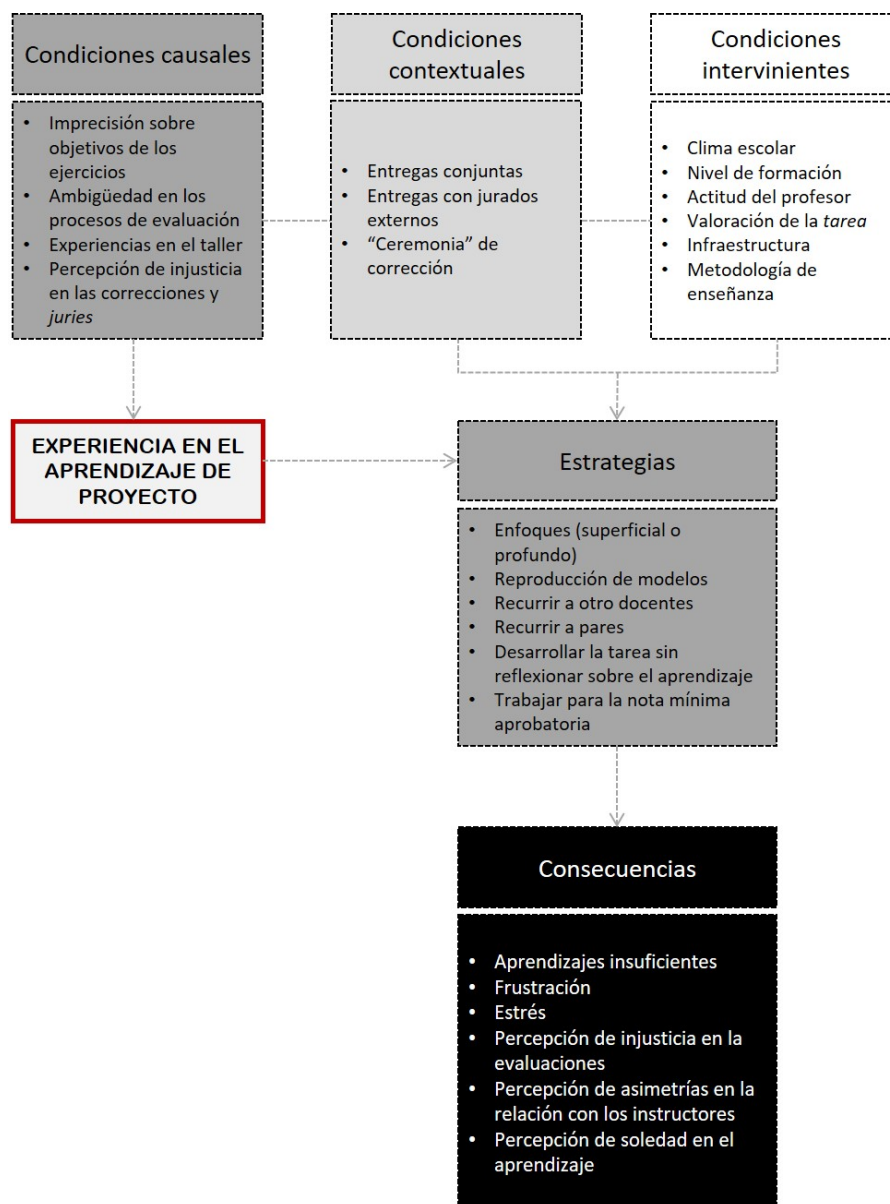 Condiciones causales
• Imprecisión sobre
objetivos de los
ejercicios
• Ambigüedad en los
procesos de evaluación
• Experiencias en el taller
• Percepción de injusticia
en las correcciones y
juries
Condiciones
contextuales
• Entregas conjuntas
• Entregas con jurados
externos
• “Ceremonia” de
corrección
Condiciones
intervinientes
• Clima escolar
• Nivel de formación
• Actitud del profesor
• Valoración de la tarea
• Infraestructura
• Metodología de
enseñanza
EXPERIENCIA EN EL
APRENDIZAJE DE
PROYECTO
Estrategias
• Enfoques (superficial o
profundo)
• Reproducción de modelos
• Recurrir a otro docentes
• Recurrir a pares
• Desarrollar la tarea sin
reflexionar sobre el aprendizaje
• Trabajar para la nota mínima
aprobatoria
Consecuencias
• Aprendizajes insuficientes
• Frustración
• Estrés
• Percepción de injusticia en la
evaluaciones
• Percepción de asimetrías en la
relación con los instructores
• Percepción de soledad en el
aprendizaje